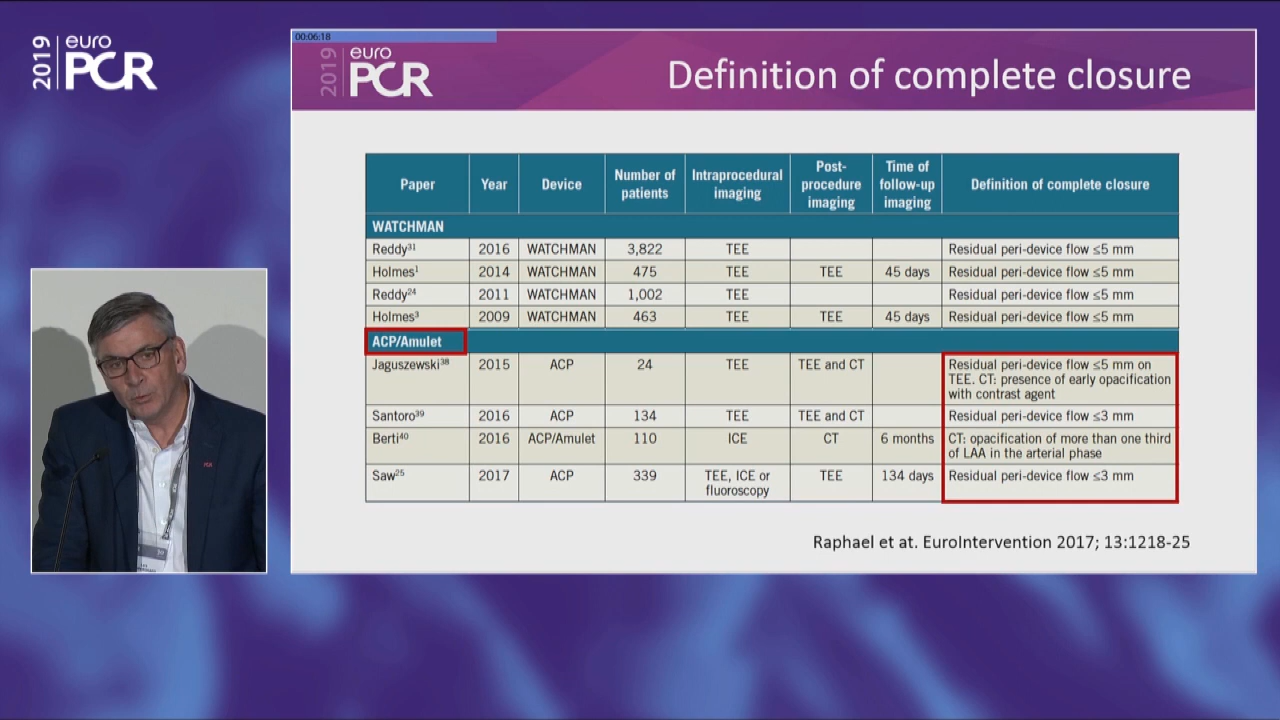 2019 euro PCR
00:06:18
2019 euro PCR
Definition of complete closure
Paper Year Device Number of patients Intraprocedural imaging Post-procedure imaging Time of follow-up imaging Definition of complete closure
WATCHMAN
Reddy31 2016 WATCHMAN 3,822 TEE Residual peri-device flow ≤5 mm
Holmes1 2014 WATCHMAN 475 TEE TEE 45 days Residual peri-device flow ≤5 mm
Reddy24 2011 WATCHMAN 1,002 TEE Residual peri-device flow ≤5 mm
Holmes3 2009 WATCHMAN 463 TEE TEE 45 days Residual peri-device flow ≤5 mm
ACP/Amulet
Jaguszewski38 2015 ACP 24 TEE TEE and CT Residual peri-device flow ≤5 mm on
TEE. CT: presence of early opacification
with contrast agent
Santoro39 2016 ACP 134 TEE TEE and CT Residual peri-device flow ≤3 mm
Berti40 2016 ACP/Amulet 110 ICE CT 6 months CT: opacification of more than one third
of LAA in the arterial phase
Saw25 2017 ACP 339 TEE, ICE or fluoroscopy TEE 134 days Residual peri-device flow ≤3 mm
Raphael et at. EuroIntervention 2017; 13:1218-25
PCR